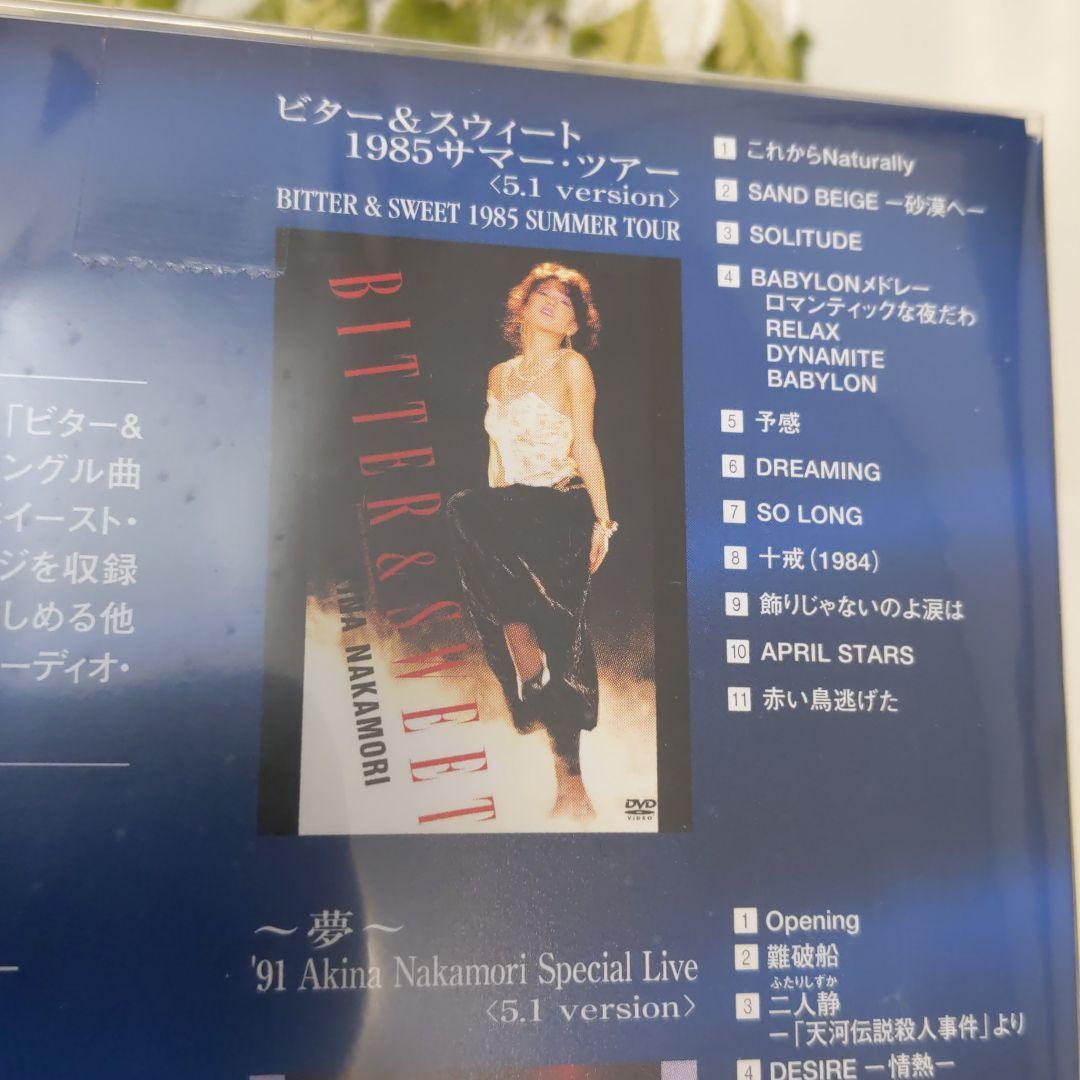 ビター＆スウィート
1985サマー・ツアー
〈5.1 version〉
BITTER & SWEET 1985 SUMMER TOUR
BITTER & SWEET
NAKAMORI
DVD
VIDEO
1 これからNaturally
2 SAND BEIGE －砂漠へ－
3 SOLITUDE
4 BABYLONメドレー
ロマンティックな夜だわ
RELAX
DYNAMITE
BABYLON
5 予感
6 DREAMING
7 SO LONG
8 十戒（1984）
9 飾りじゃないのよ涙は
10 APRIL STARS
11 赤い鳥逃げた
「ビター&
ングル曲
イースト・
ジを収録
しめる他
ーディオ・
～夢～
'91 Akina Nakamori Special Live
〈5.1 version〉
1 Opening
2 難破船
ふたりしずか
3 二人静
－「天河伝説殺人事件」より
4 DESIRE －情熱－